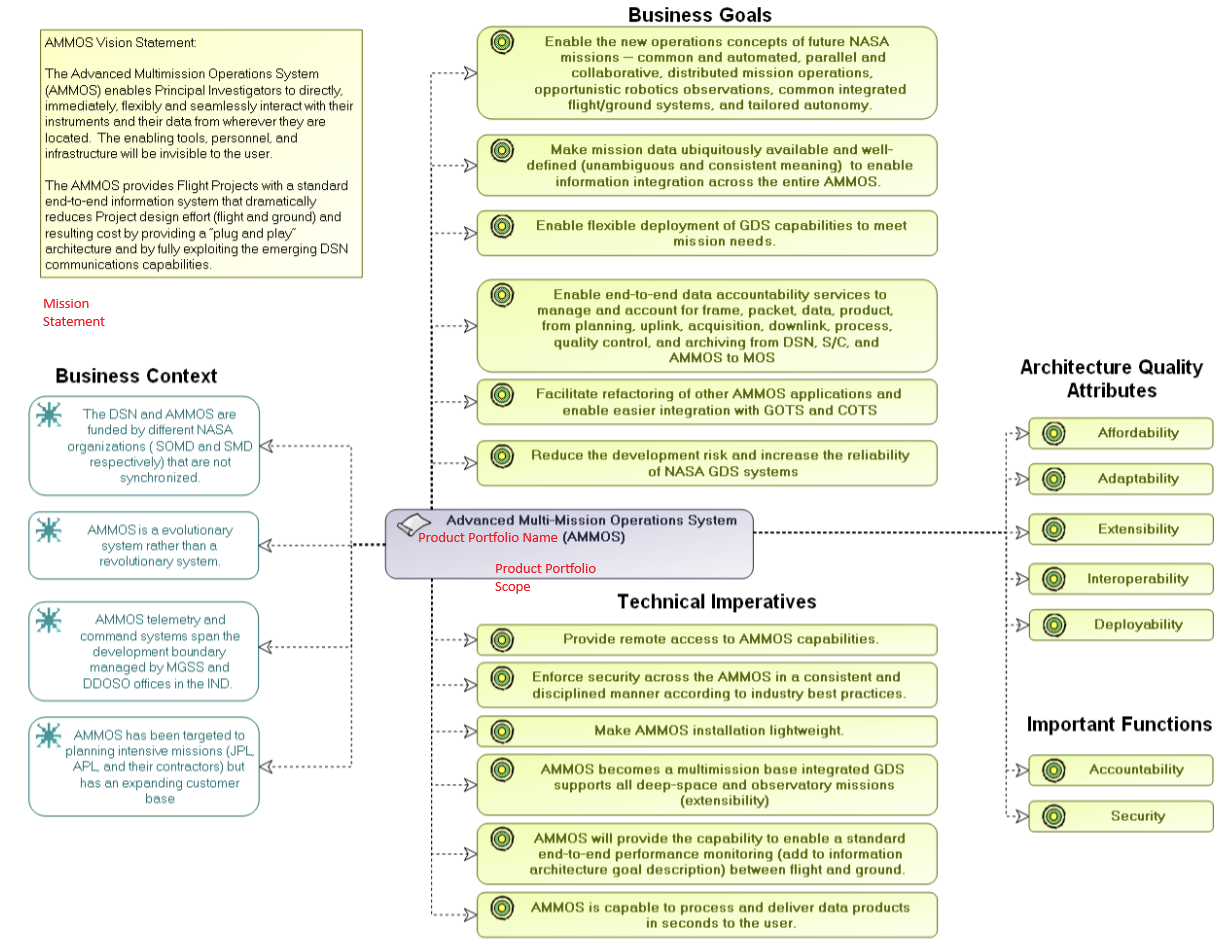 Business Goals
AMMOS Vision Statement:
The Advanced Multimission Operations System
(AMMOS) enables Principal Investigators to directly,
immediately, flexibly and seamlessly interact with their
instruments and their data from wherever they are
located.  The enabling tools, personnel, and
infrastructure will be invisible to the user.
The AMMOS provides Flight Projects with a standard
end-to-end information system that dramatically
reduces Project design effort (flight and ground) and
resulting cost by providing a "plug and play"
architecture and by fully exploiting the emerging DSN
communications capabilities.
Mission
Statement
Enable the new operations concepts of future NASA
missions — common and automated, parallel and
collaborative, distributed mission operations,
opportunistic robotics observations, common integrated
flight/ground systems, and tailored autonomy.
Make mission data ubiquitously available and well-
defined (unambiguous and consistent meaning)  to enable
information integration across the entire AMMOS.
Enable flexible deployment of GDS capabilities to meet
mission needs.
Enable end-to-end data accountability services to
manage and account for frame, packet, data, product,
from planning, uplink, acquisition, downlink, process,
quality control, and archiving from DSN, S/C, and
AMMOS to MOS
Facilitate refactoring of other AMMOS applications and
enable easier integration with GOTS and COTS
Reduce the development risk and increase the reliability
of NASA GDS systems
Business Context
The DSN and AMMOS are
funded by different NASA
organizations ( SOMD and SMD
respectively) that are not
synchronized.
AMMOS is a evolutionary
system rather than a
revolutionary system.
AMMOS telemetry and
command systems span the
development boundary
managed by MGSS and
DDOSO offices in the IND.
AMMOS has been targeted to
planning intensive missions (JPL,
APL, and their contractors) but
has an expanding customer
base
Advanced Multi-Mission Operations System
Product Portfolio Name (AMMOS)
Product Portfolio
Scope
Technical Imperatives
Provide remote access to AMMOS capabilities.
Enforce security across the AMMOS in a consistent and
disciplined manner according to industry best practices.
Make AMMOS installation lightweight.
AMMOS becomes a multimission base integrated GDS
supports all deep-space and observatory missions
(extensibility)
AMMOS will provide the capability to enable a standard
end-to-end performance monitoring (add to information
architecture goal description) between flight and ground.
AMMOS is capable to process and deliver data products
in seconds to the user.
Architecture Quality
Attributes
Affordability
Adaptability
Extensibility
Interoperability
Deployability
Important Functions
Accountability
Security